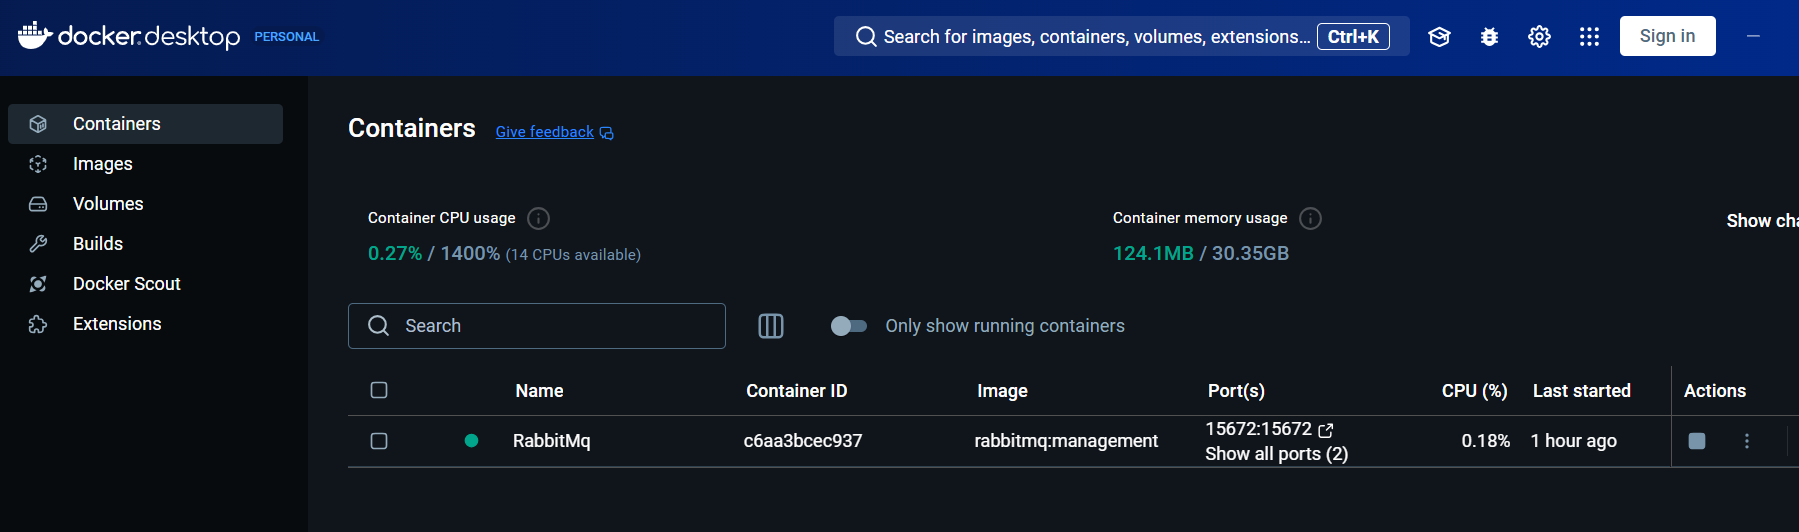 docker.desktop PERSONAL
Search for images, containers, volumes, extensions... Ctrl+K
Sign in
Containers
Images
Volumes
Builds
Docker Scout
Extensions
Containers Give feedback
Container CPU usage
0.27% / 1400% (14 CPUs available)
Container memory usage
124.1MB / 30.35GB
Show cha
Search
Only show running containers
Name Container ID Image Port(s) CPU (%) Last started Actions
RabbitMq c6aa3bcec937 rabbitmq:management 15672:15672 0.18% 1 hour ago
Show all ports (2)